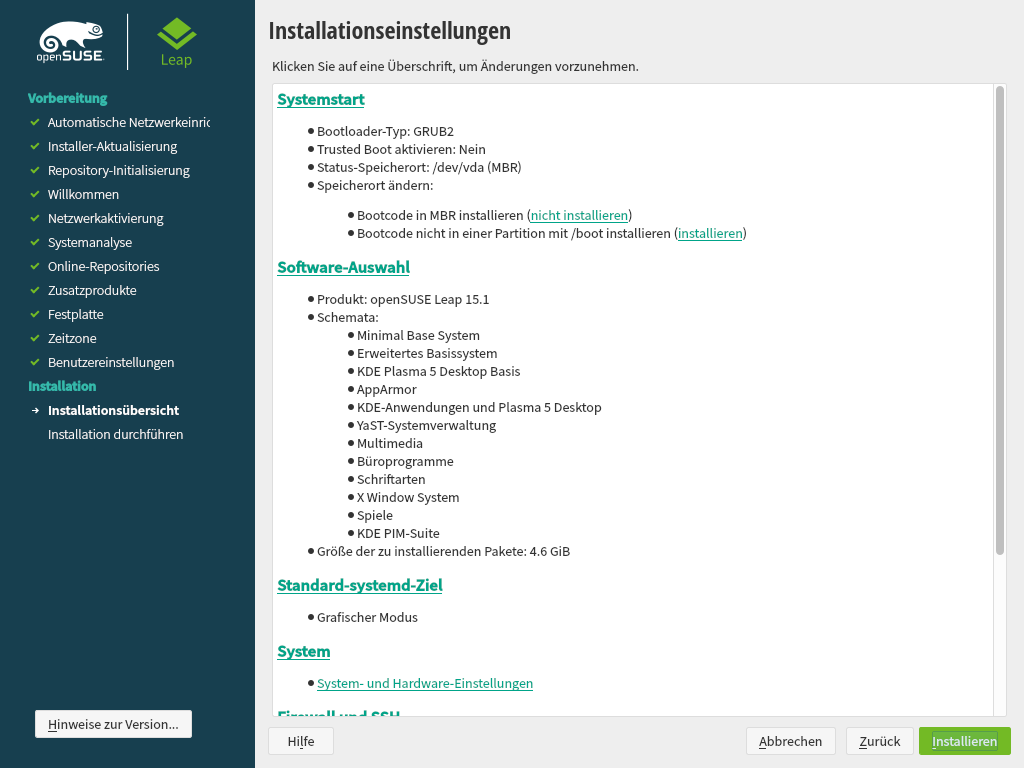 openSUSE
Leap
Vorbereitung
Automatische Netzwerkeinric
Installer-Aktualisierung
Repository-Initialisierung
Willkommen
Netzwerkaktivierung
Systemanalyse
Online-Repositories
Zusatzprodukte
Festplatte
Zeitzone
Benutzereinstellungen
Installation
Installationsübersicht
Installation durchführen
Hinweise zur Version...
Installationseinstellungen
Klicken Sie auf eine Überschrift, um Änderungen vorzunehmen.
Systemstart
Bootloader-Typ: GRUB2
Trusted Boot aktivieren: Nein
Status-Speicherort: /dev/vda (MBR)
Speicherort ändern:
Bootcode in MBR installieren (nicht installieren)
Bootcode nicht in einer Partition mit /boot installieren (installieren)
Software-Auswahl
Produkt: openSUSE Leap 15.1
Schemata:
Minimal Base System
Erweitertes Basissystem
KDE Plasma 5 Desktop Basis
AppArmor
KDE-Anwendungen und Plasma 5 Desktop
YaST-Systemverwaltung
Multimedia
Büroprogramme
Schriftarten
X Window System
Spiele
KDE PIM-Suite
Größe der zu installierenden Pakete: 4.6 GiB
Standard-systemd-Ziel
Grafischer Modus
System
System- und Hardware-Einstellungen
Firewall und SSH
Hilfe
Abbrechen
Zurück
Installieren